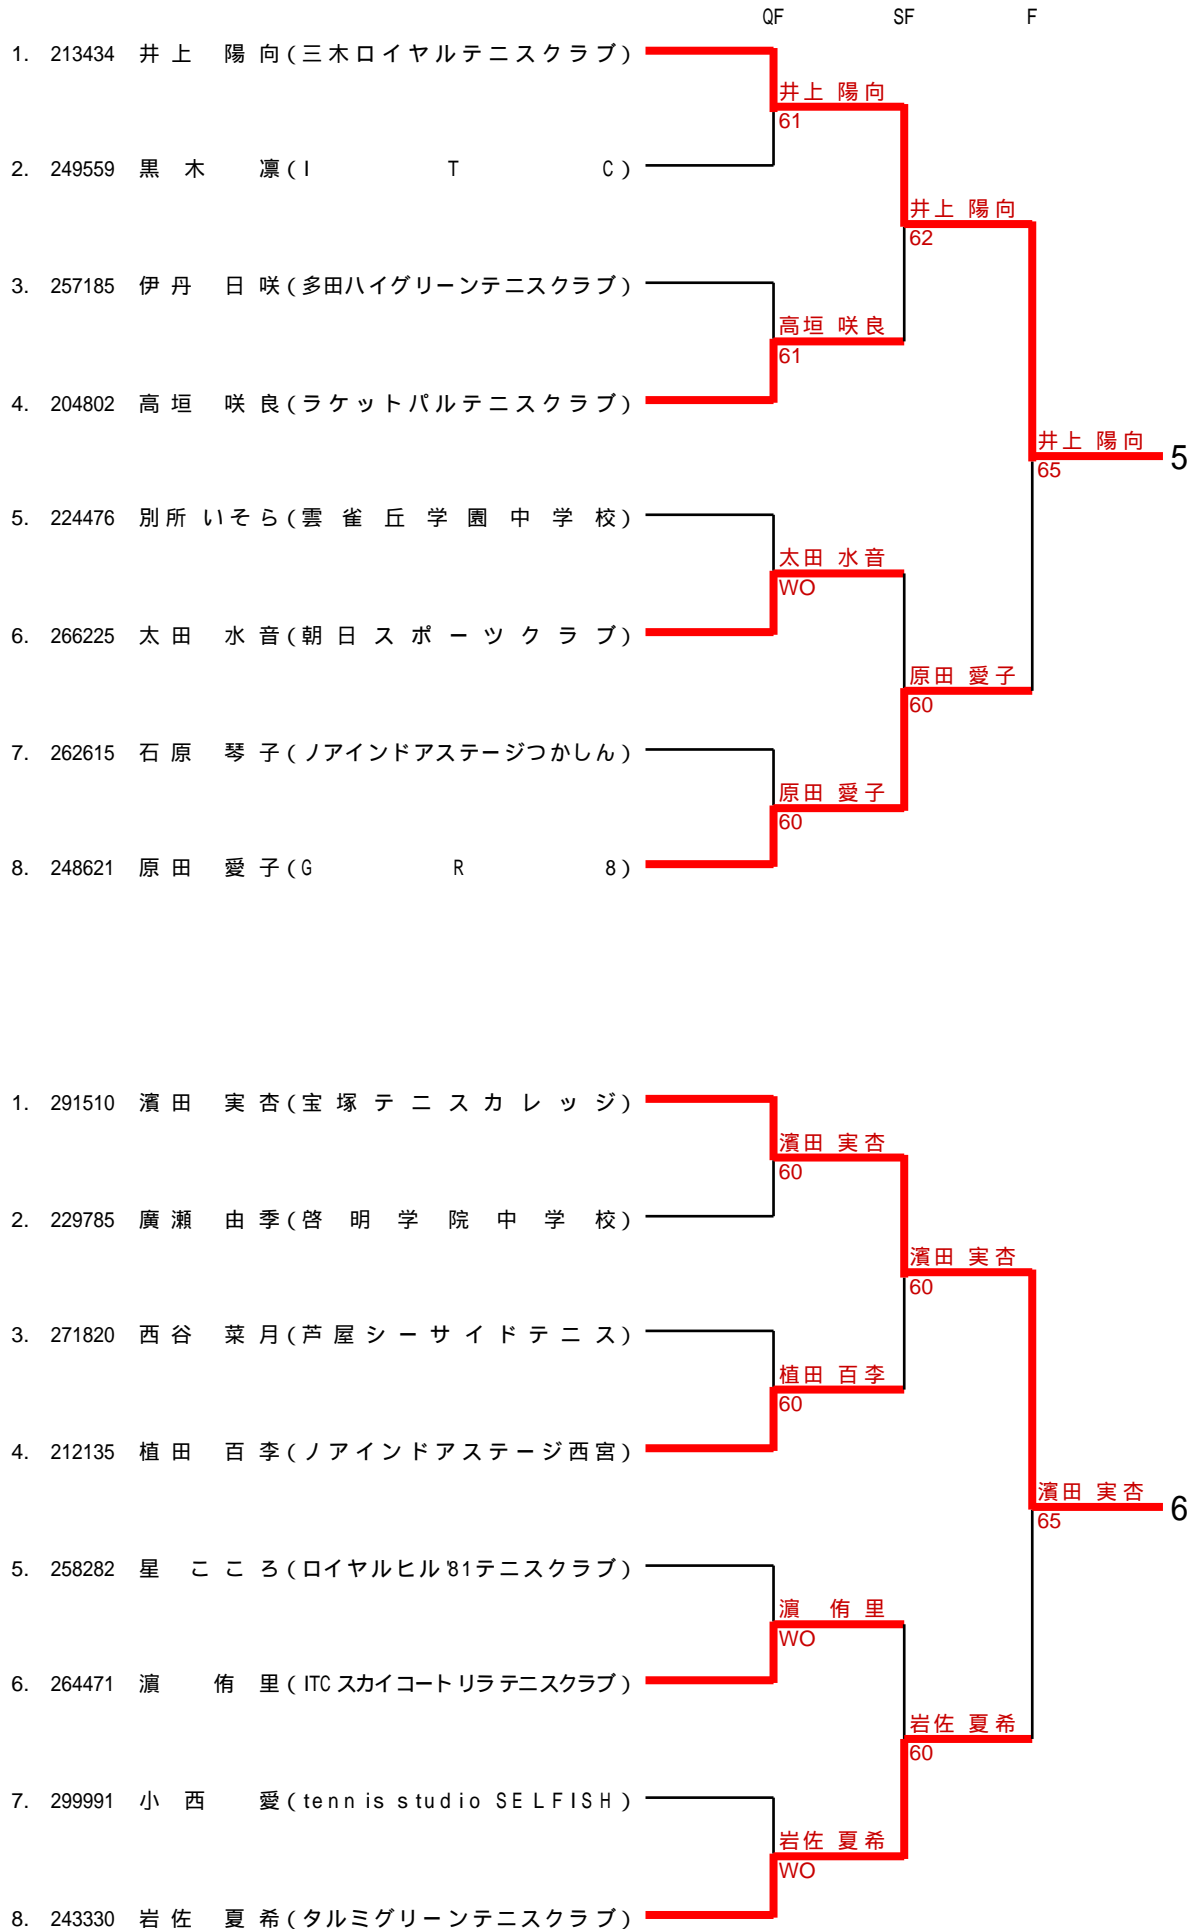 QF SF F
1. 213434 井上 陽向(三木ロイヤルテニスクラブ)
井上 陽向
61
2. 249559 黒木 凛(I T C)
井上 陽向
62
3. 257185 伊丹 日咲(多田ハイグリーンテニスクラブ)
高垣 咲良
61
4. 204802 高垣 咲良(ラケットパルテニスクラブ)
井上 陽向 5
65
5. 224476 別所 いそら(雲雀丘学園中学校)
太田 水音
WO
6. 266225 太田 水音(朝日スポーツクラブ)
原田 愛子
60
7. 262615 石原 琴子(ノアインドアステージつかしん)
原田 愛子
60
8. 248621 原田 愛子(G R 8)
1. 291510 濱田 実杏(宝塚テニスカレッジ)
濱田 実杏
60
2. 229785 廣瀬 由季(啓明学院中学校)
濱田 実杏
60
3. 271820 西谷 菜月(芦屋シーサイドテニス)
植田 百李
60
4. 212135 植田 百李(ノアインドアステージ西宮)
濱田 実杏 6
65
5. 258282 星 こころ(ロイヤルヒル'81テニスクラブ)
濵 侑里
WO
6. 264471 濵 侑里(ITCスカイコートリラテニスクラブ)
岩佐 夏希
60
7. 299991 小西 愛(tennis studio SELFISH)
岩佐 夏希
WO
8. 243330 岩佐 夏希(タルミグリーンテニスクラブ)